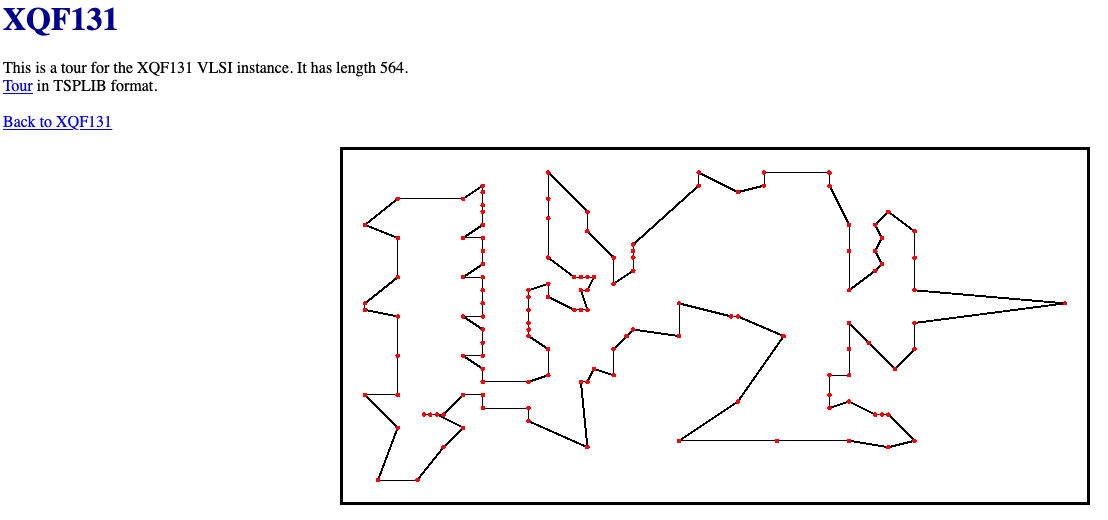 XQF131
This is a tour for the XQF131 VLSI instance. It has length 564.
Tour in TSPLIB format.
Back to XQF131